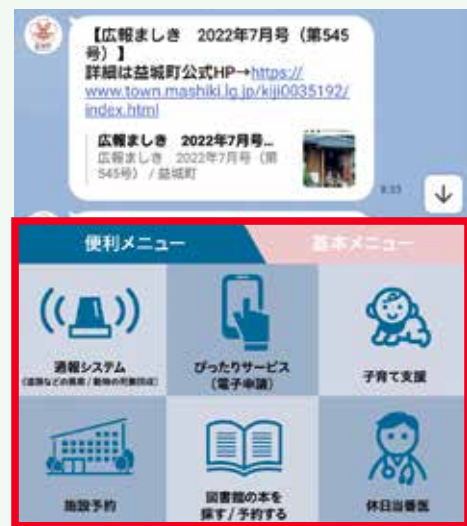 【広報ましき 2022年7月号(第545
号)】
詳細は益城町公式HP→https://
www.town.mashiki.lg.jp/kiji0035192/
index.html
広報ましき 2022年7月号...
広報ましき 2022年7月号(第
545号) / 益城町
便利メニュー
基本メニュー
通報システム
ぴったりサービス
(電子申請)
子育て支援
施設予約
図書館の本を
探す/予約する
休日当番医